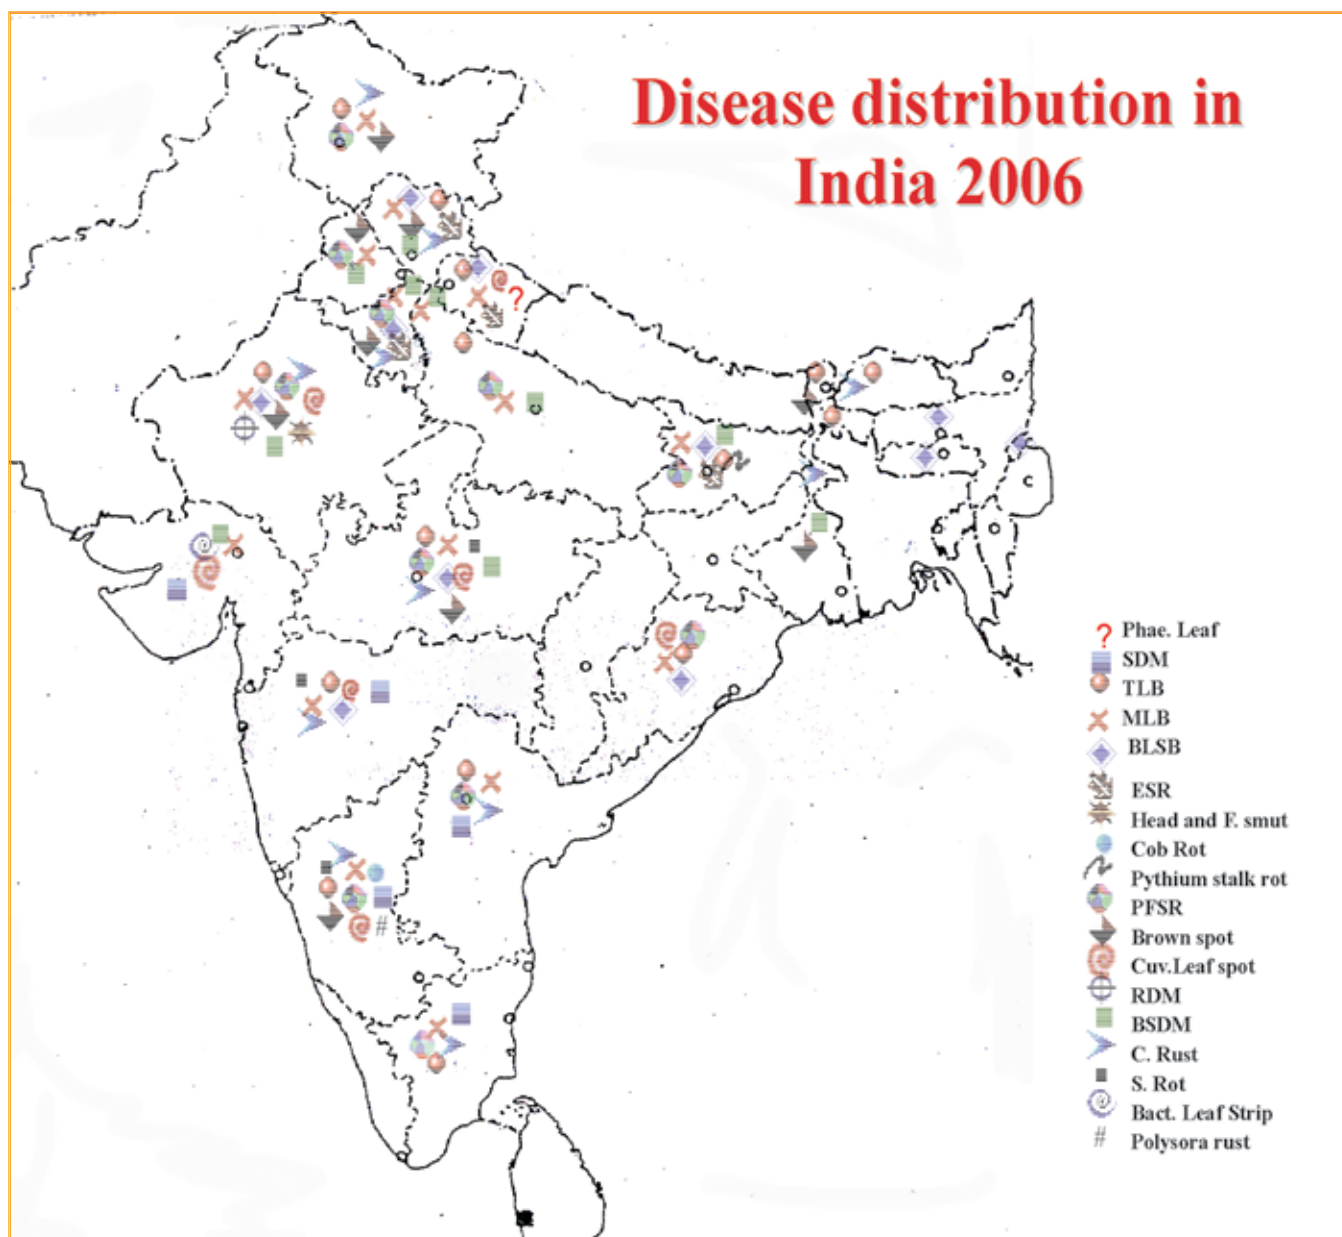 Disease distribution in
India 2006
? Phae. Leaf
SDM
TLB
MLB
BLSB
ESR
Head and F. smut
Cob Rot
Pythium stalk rot
PFSR
Brown spot
Cuv.Leaf spot
RDM
BSDM
C. Rust
S. Rot
Bact. Leaf Strip
# Polysora rust
?
#